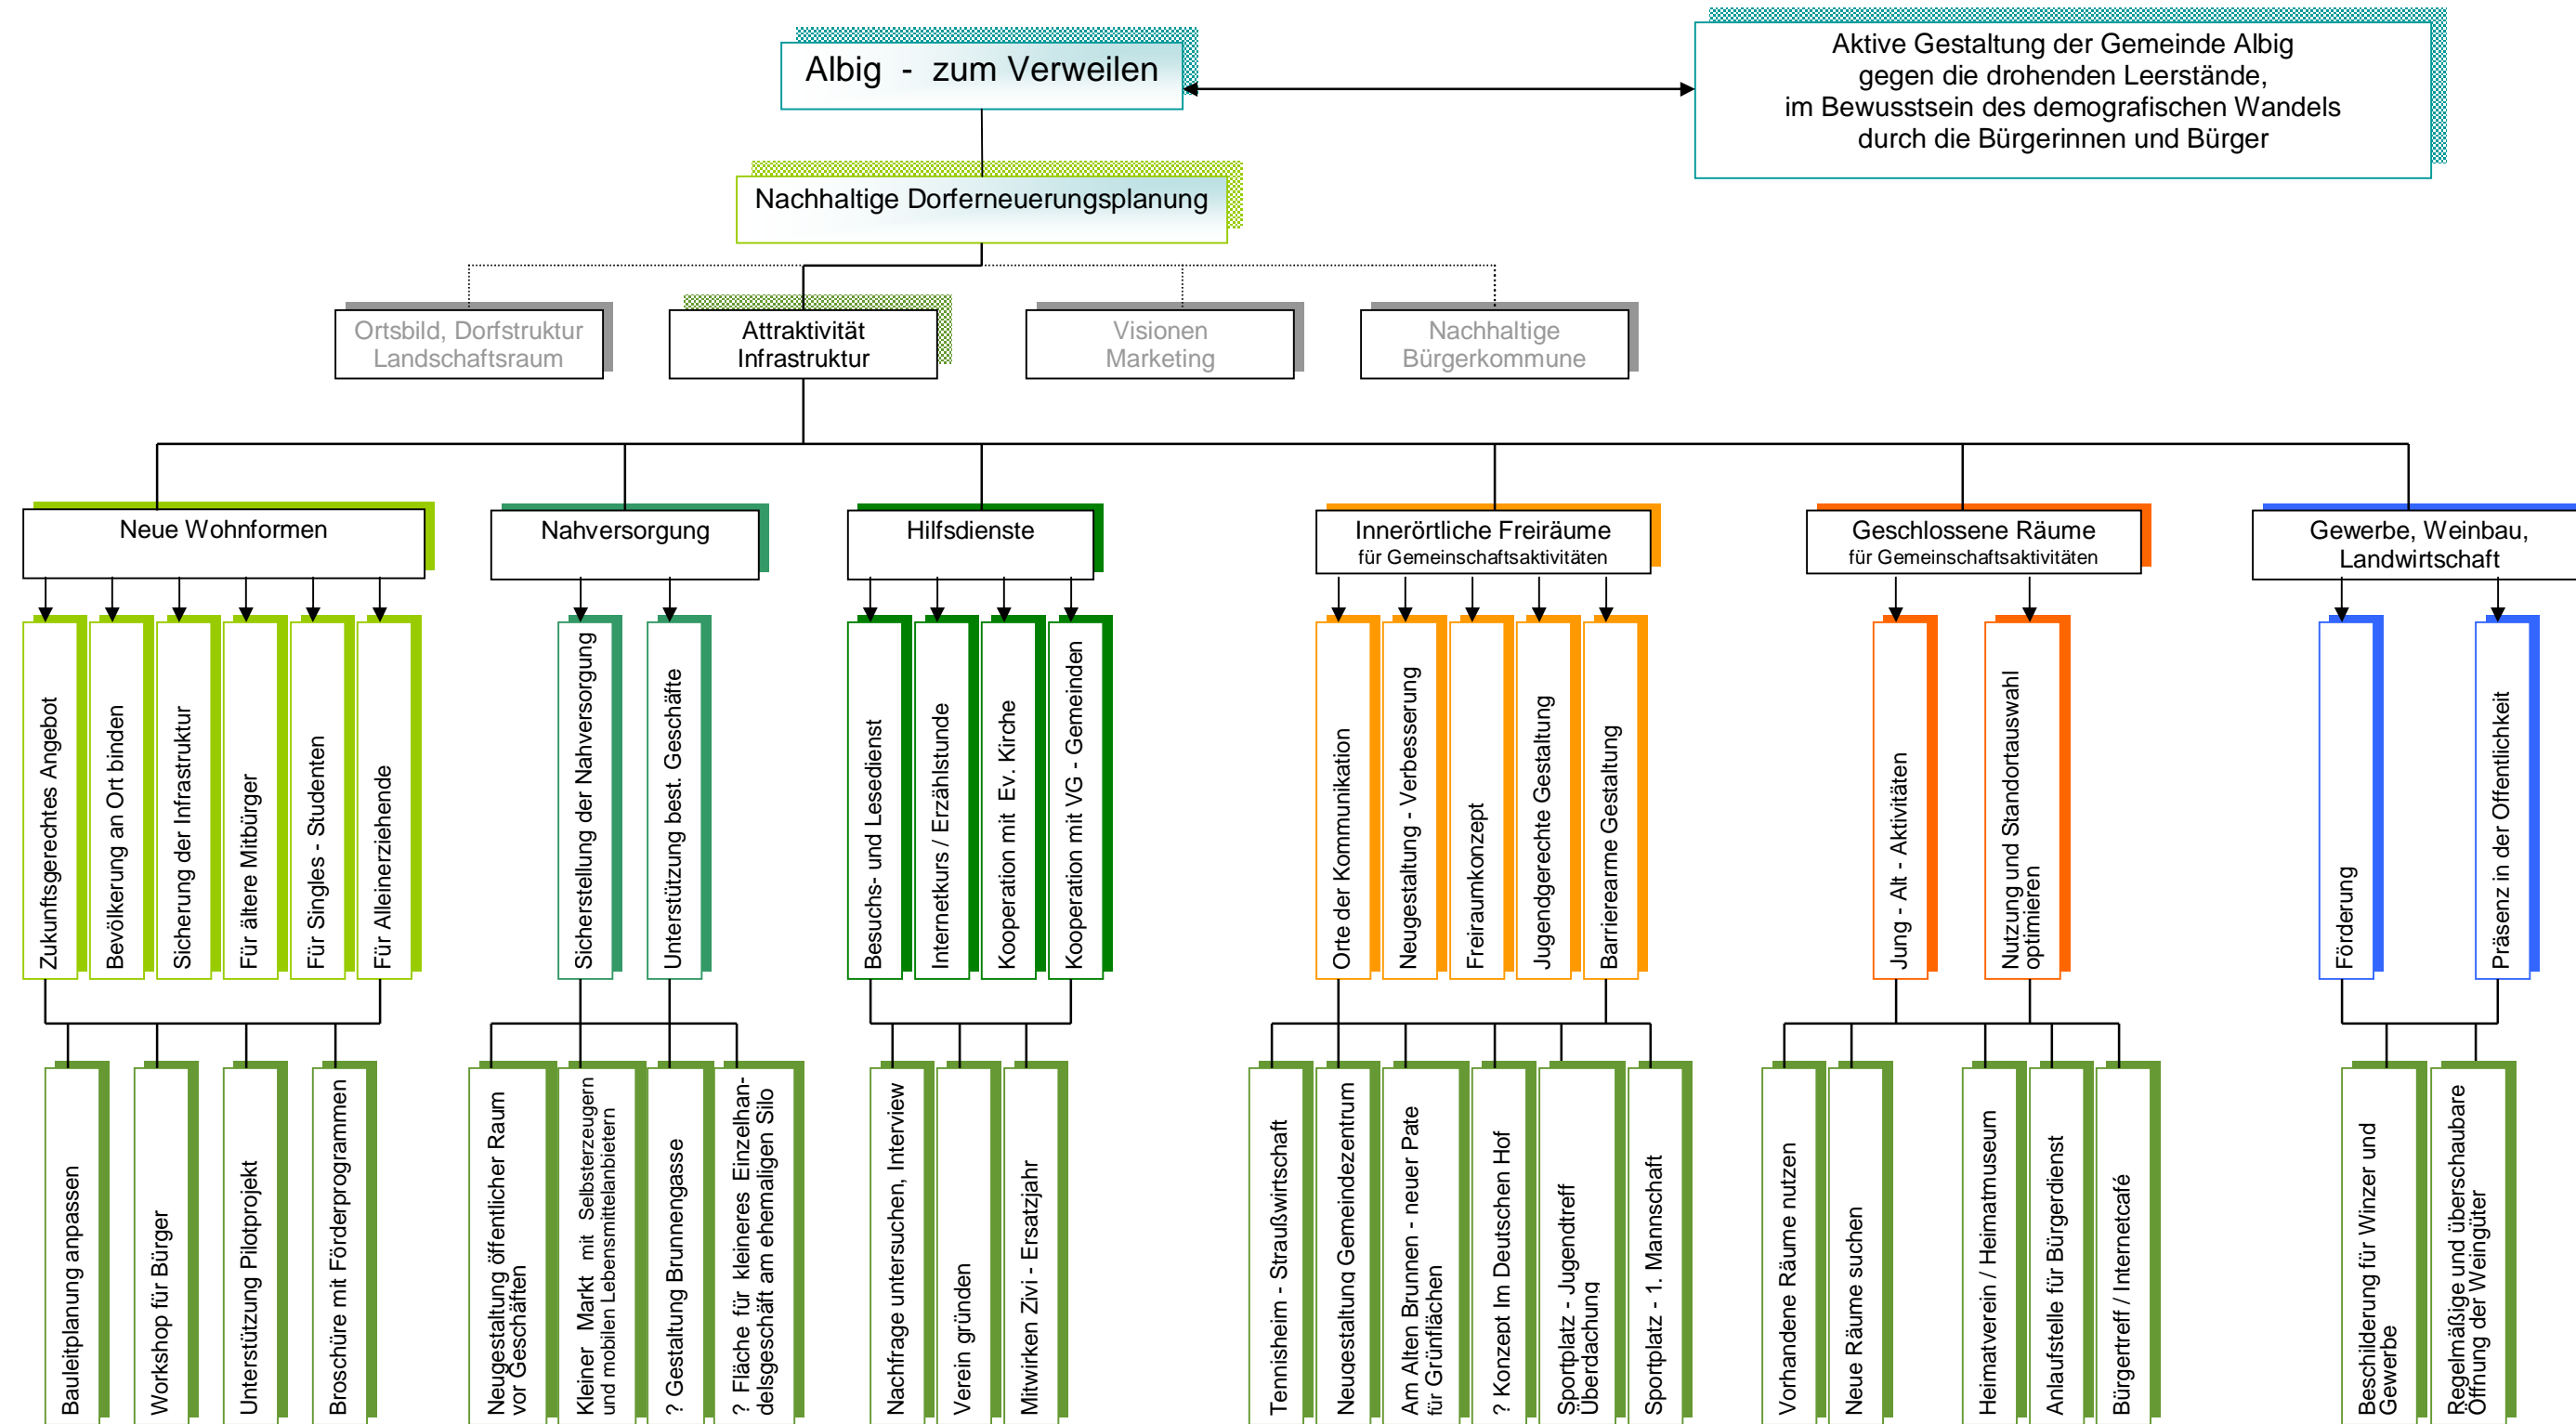 Albig - zum Verweilen
Aktive Gestaltung der Gemeinde Albig
gegen die drohenden Leerstände,
im Bewusstsein des demografischen Wandels
durch die Bürgerinnen und Bürger
Nachhaltige Dorferneuerungsplanung
Ortsbild, Dorfstruktur
Landschaftsraum
Attraktivität
Infrastruktur
Visionen
Marketing
Nachhaltige
Bürgerkommune
Neue Wohnformen
Nahversorgung
Hilfsdienste
Innerörtliche Freiräume
für Gemeinschaftsaktivitäten
Geschlossene Räume
für Gemeinschaftsaktivitäten
Gewerbe, Weinbau,
Landwirtschaft
Zukunftsgerechtes Angebot
Bevölkerung an Ort binden
Sicherung der Infrastruktur
Für ältere Mitbürger
Für Singles - Studenten
Für Alleinerziehende
Sicherstellung der Nahversorgung
Unterstützung best. Geschäfte
Besuchs- und Lesedienst
Internetkurs / Erzählstunde
Kooperation mit Ev. Kirche
Kooperation mit VG - Gemeinden
Orte der Kommunikation
Neugestaltung - Verbesserung
Freiraumkonzept
Jugendgerechte Gestaltung
Barrierearme Gestaltung
Jung - Alt - Aktivitäten
Nutzung und Standortauswahl
optimieren
Förderung
Präsenz in der Öffentlichkeit
Bauleitplanung anpassen
Workshop für Bürger
Unterstützung Pilotprojekt
Broschüre mit Förderprogrammen
Neugestaltung öffentlicher Raum
vor Geschäften
Kleiner Markt mit Selbsterzeugern
und mobilen Lebensmittelanbietern
? Gestaltung Brunnengasse
? Fläche für kleineres Einzelhan-
delsgeschäft am ehemaligen Silo
Nachfrage untersuchen, Interview
Verein gründen
Mitwirken Zivi - Ersatzjahr
Tennisheim - Straußwirtschaft
Neugestaltung Gemeindezentrum
Am Alten Brunnen - neuer Pate
für Grünflächen
? Konzept Im Deutschen Hof
Sportplatz - Jugendtreff
Überdachung
Sportplatz - 1. Mannschaft
Vorhandene Räume nutzen
Neue Räume suchen
Heimatverein / Heimatmuseum
Anlaufstelle für Bürgerdienst
Bürgertreff / Internetcafé
Beschilderung für Winzer und
Gewerbe
Regelmäßige und überschaubare
Öffnung der Weingüter